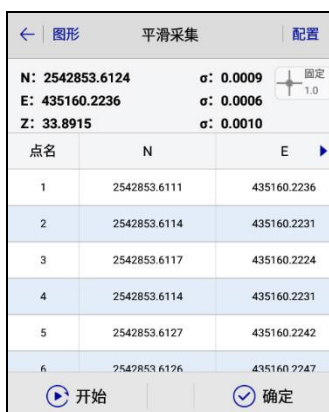 图形 平滑采集 配置
N: 2542853.6124 σ: 0.0009 固定
E: 435160.2236 σ: 0.0006 1.0
Z: 33.8915 σ: 0.0010
点名 N E
1 2542853.6111 435160.2236
2 2542853.6114 435160.2231
3 2542853.6117 435160.2224
4 2542853.6114 435160.2231
5 2542853.6127 435160.2242
6 2542853.6126 435160.2247
开始 确定